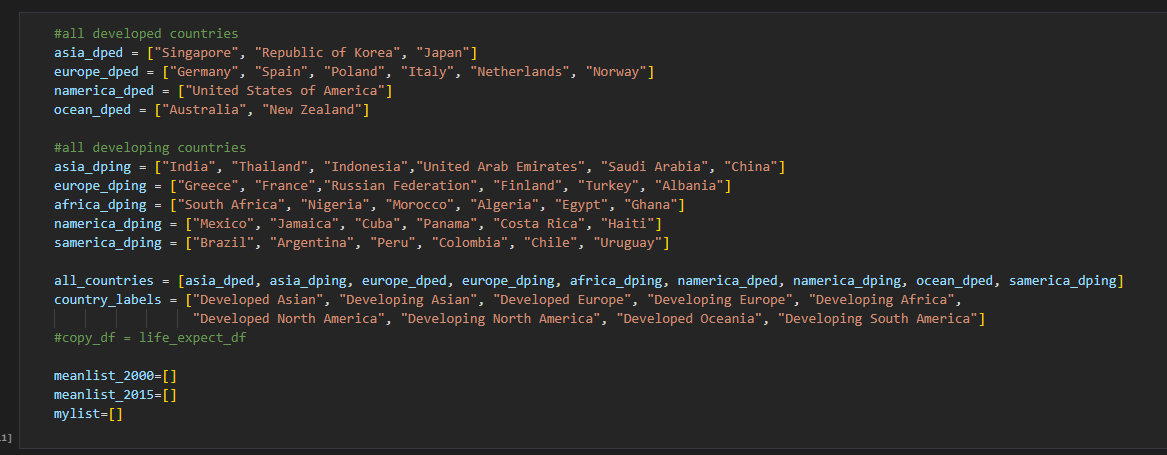 #all developed countries
asia_dped = ["Singapore", "Republic of Korea", "Japan"]
europe_dped = ["Germany", "Spain", "Poland", "Italy", "Netherlands", "Norway"]
namerica_dped = ["United States of America"]
ocean_dped = ["Australia", "New Zealand"]
#all developing countries
asia_dping = ["India", "Thailand", "Indonesia","United Arab Emirates", "Saudi Arabia", "China"]
europe_dping = ["Greece", "France","Russian Federation", "Finland", "Turkey", "Albania"]
africa_dping = ["South Africa", "Nigeria", "Morocco", "Algeria", "Egypt", "Ghana"]
namerica_dping = ["Mexico", "Jamaica", "Cuba", "Panama", "Costa Rica", "Haiti"]
samerica_dping = ["Brazil", "Argentina", "Peru", "Colombia", "Chile", "Uruguay"]
all_countries = [asia_dped, asia_dping, europe_dped, europe_dping, africa_dping, namerica_dped, namerica_dping, ocean_dped, samerica_dping]
country_labels = ["Developed Asian", "Developing Asian", "Developed Europe", "Developing Europe", "Developing Africa",
"Developed North America", "Developing North America", "Developed Oceania", "Developing South America"]
#copy_df = life_expect_df
meanlist_2000=[]
meanlist_2015=[]
mylist=[]
1]